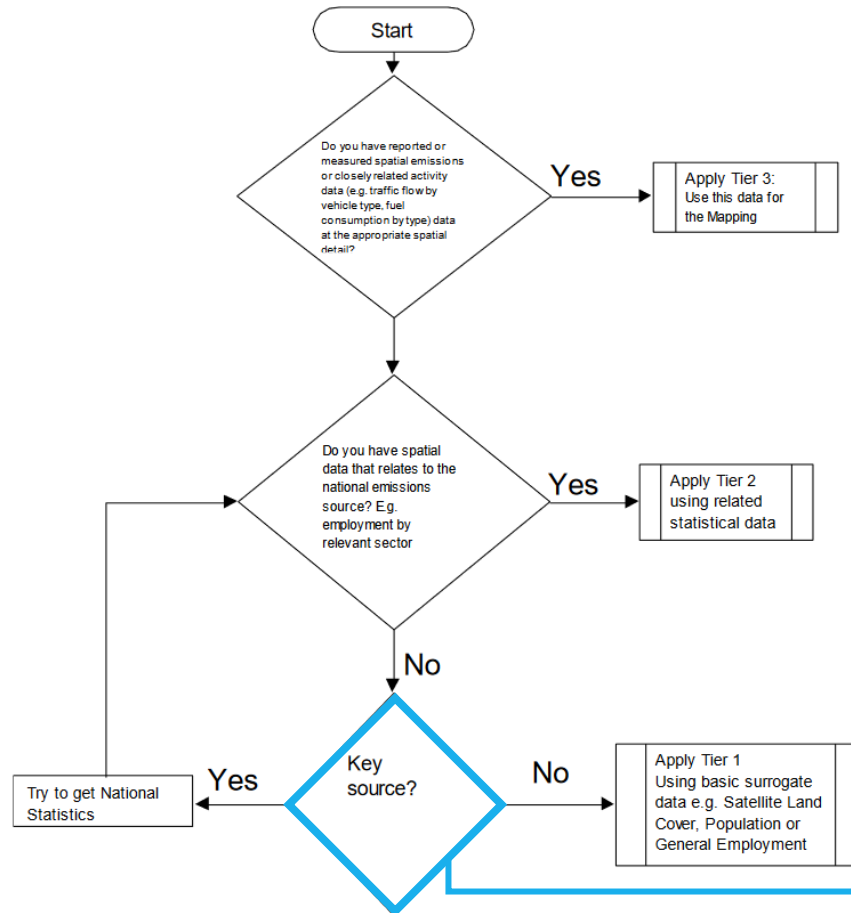 Start
Do you have reported or
measured spatial emissions
or closely related activity
data (e.g. traffic flow by
vehicle type, fuel
consumption by type) data
at the appropriate spatial
detail?
Yes
Apply Tier 3:
Use this data for
the Mapping
Do you have spatial
data that relates to the
national emissions
source? E.g.
employment by
relevant sector
Yes
Apply Tier 2
using related
statistical data
No
Key
source?
Yes
Try to get National
Statistics
No
Apply Tier 1
Using basic surrogate
data e.g. Satellite Land
Cover, Population or
General Employment